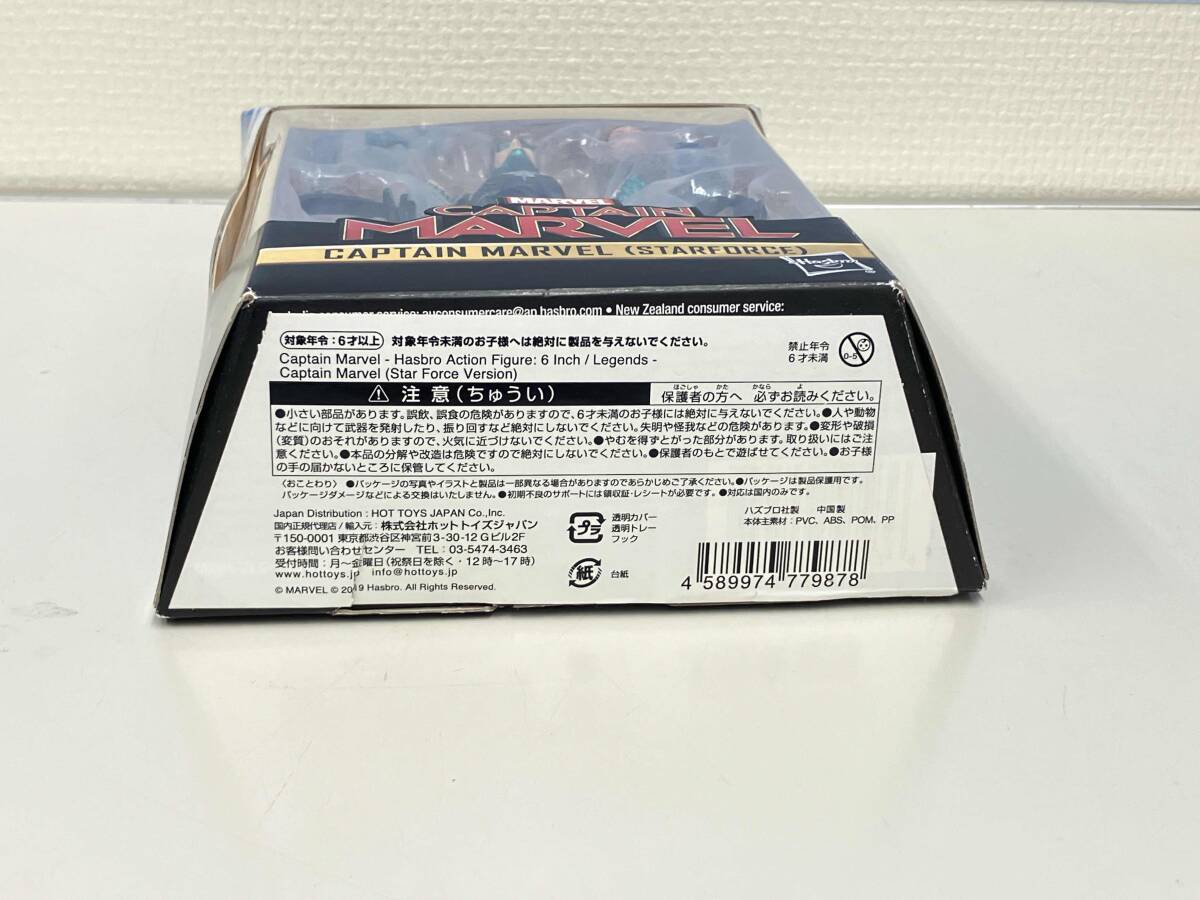 MARVEL
CAPTAIN
MARVEL
CAPTAIN MARVEL (STARFORCE)
Hasbro
consumer service: auconsumercare@ap.hasbro.com • New Zealand consumer service:
対象年令:6才以上 対象年令未満のお子様へは絶対に製品を与えないでください。
禁止年令
6才未満
0-5
Captain Marvel - Hasbro Action Figure: 6 Inch / Legends -
Captain Marvel (Star Force Version)
⚠ 注意(ちゅうい)
ほごしゃ かた かなら よ
保護者の方へ 必ずお読みください。
●小さい部品があります。誤飲、誤食の危険がありますので、6才未満のお子様には絶対に与えないでください。●人や動物
などに向けて武器を発射したり、振り回すなど絶対にしないでください。失明や怪我などの危険があります。●変形や破損
(変質)のおそれがありますので、火気に近づけないでください。●やむを得ずとがった部分があります。取り扱いにはご注
意ください。●本品の分解や改造は危険ですので絶対にしないでください。●保護者のもとで遊ばせてください。●お子様
の手の届かないところに保管してください。
〈おことわり〉●パッケージの写真やイラストと製品は一部異なる場合がありますのであらかじめご了承ください。●パッケージは製品保護用です。
パッケージダメージなどによる交換はいたしません。●初期不良のサポートには領収証・レシートが必要です。●対応は国内のみです。
Japan Distribution : HOT TOYS JAPAN Co.,Inc.
国内正規代理店 / 輸入元:株式会社ホットトイズジャパン
〒150-0001 東京都渋谷区神宮前3-30-12 Gビル2F
お客様問い合わせセンター TEL:03-5474-3463
受付時間:月〜金曜日(祝祭日を除く・12時〜17時)
www.hottoys.jp info@hottoys.jp
© MARVEL © 2019 Hasbro. All Rights Reserved.
プラ
透明カバー
透明トレー
フック
紙
台紙
ハズブロ社製 中国製
本体主素材:PVC、ABS、POM、PP
4 589974 779878